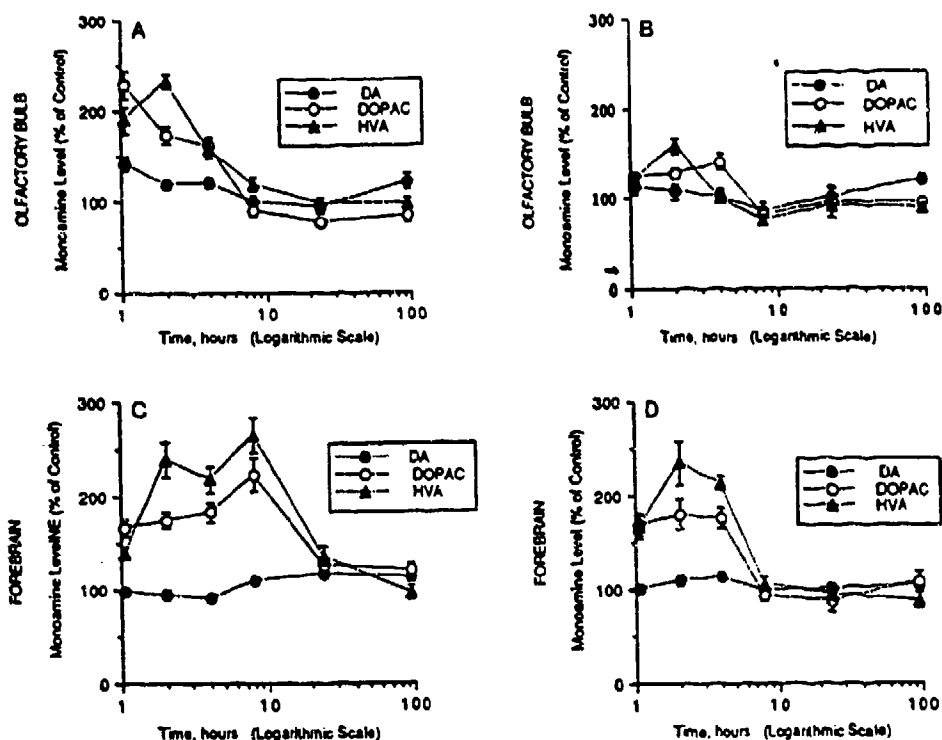 A
OLFACTORY BULB
Monoamine Level (% of Control)
300
200
100
0
DA
DOPAC
HVA
1
10
100
Time, hours (Logarithmic Scale)
B
OLFACTORY BULB
Monoamine Level (% of Control)
300
200
100
0
DA
DOPAC
HVA
1
10
100
Time, hours (Logarithmic Scale)
C
FOREBRAIN
Monoamine Level/NE (% of Control)
300
200
100
0
DA
DOPAC
HVA
1
10
100
Time, hours (Logarithmic Scale)
D
FOREBRAIN
Monoamine Level (% of Control)
300
200
100
0
DA
DOPAC
HVA
1
10
100
Time, hours (Logarithmic Scale)